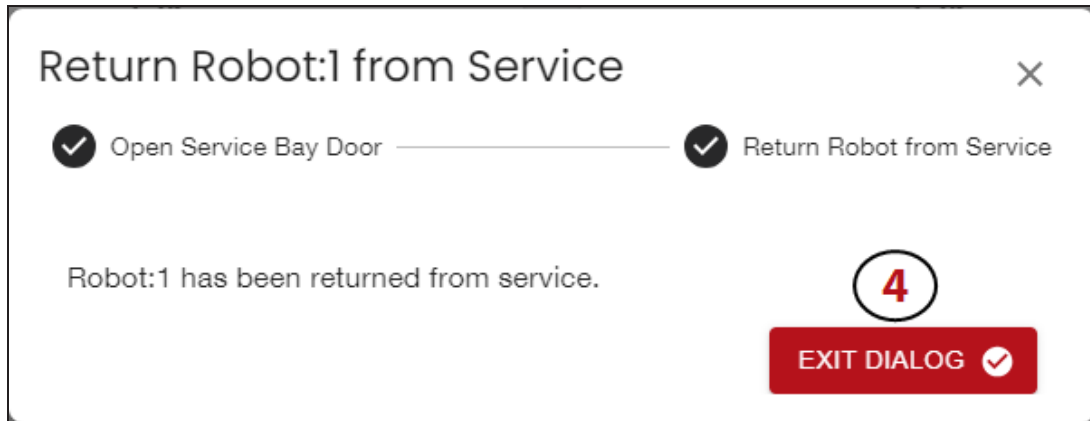 Return Robot:1 from Service
Open Service Bay Door
Return Robot from Service
Robot:1 has been returned from service.
4
EXIT DIALOG